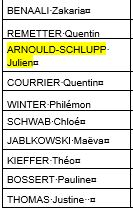 BENAALI·Zakaria¤
REMETTER·Quentin
ARNOULD-SCHLUPP·
Julien¤
COURRIER·Quentin¤
WINTER·Philémon
SCHWAB·Chloé¤
JABLKOWSKI·Maëva¤
KIEFFER·Théo¤
BOSSERT·Pauline¤
THOMAS·Justine··¤